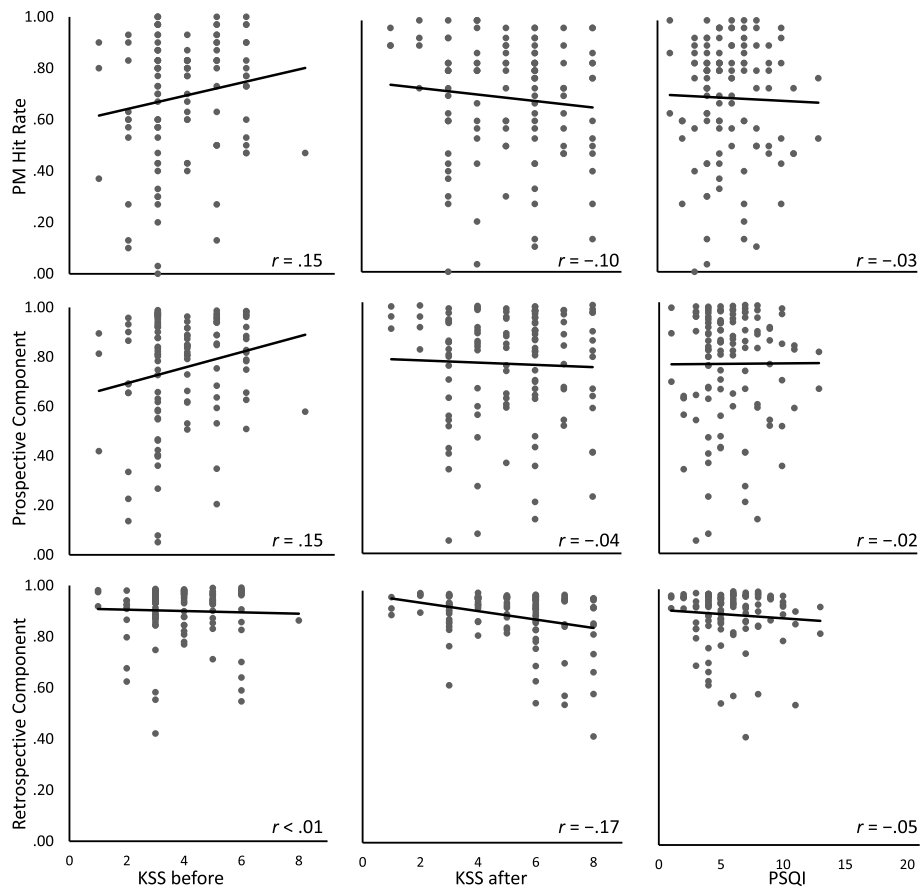 1.00
.80
.60
.40
.20
.00
PM Hit Rate
r = .15
r = −.10
r = −.03
1.00
.80
.60
.40
.20
.00
Prospective Component
r = .15
r = −.04
r = −.02
1.00
.80
.60
.40
.20
.00
Retrospective Component
r < .01
r = −.17
r = −.05
0 2 4 6 8
0 2 4 6 8
0 5 10 15 20
KSS before
KSS after
PSQI